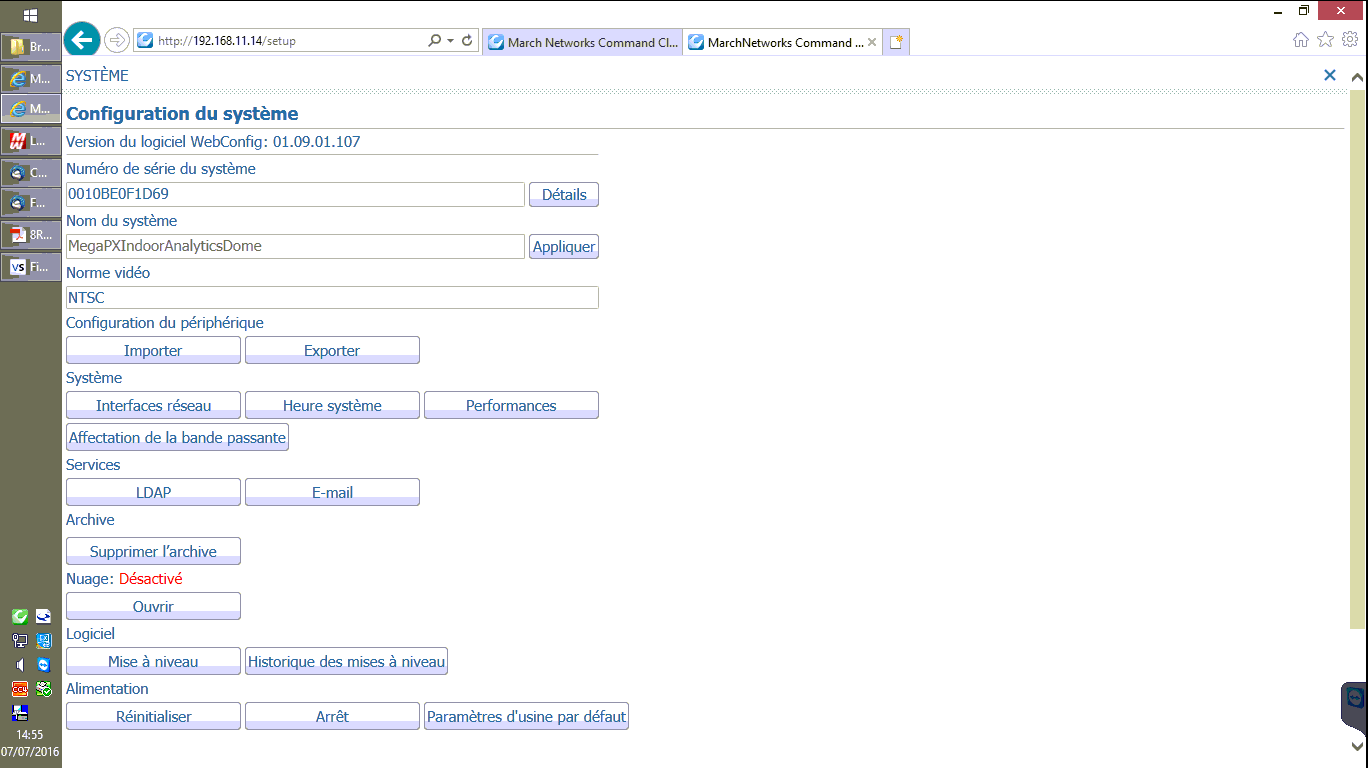 Br...
M...
M...
L...
C...
F...
8R...
Fi...
http://192.168.11.14/setup
March Networks Command Cl...
MarchNetworks Command ...
SYSTÈME
Configuration du système
Version du logiciel WebConfig: 01.09.01.107
Numéro de série du système
0010BE0F1D69
Détails
Nom du système
MegaPXIndoorAnalyticsDome
Appliquer
Norme vidéo
NTSC
Configuration du périphérique
Importer Exporter
Système
Interfaces réseau Heure système Performances
Affectation de la bande passante
Services
LDAP E-mail
Archive
Supprimer l'archive
Nuage: Désactivé
Ouvrir
Logiciel
Mise à niveau Historique des mises à niveau
Alimentation
Réinitialiser Arrêt Paramètres d'usine par défaut
14:55
07/07/2016